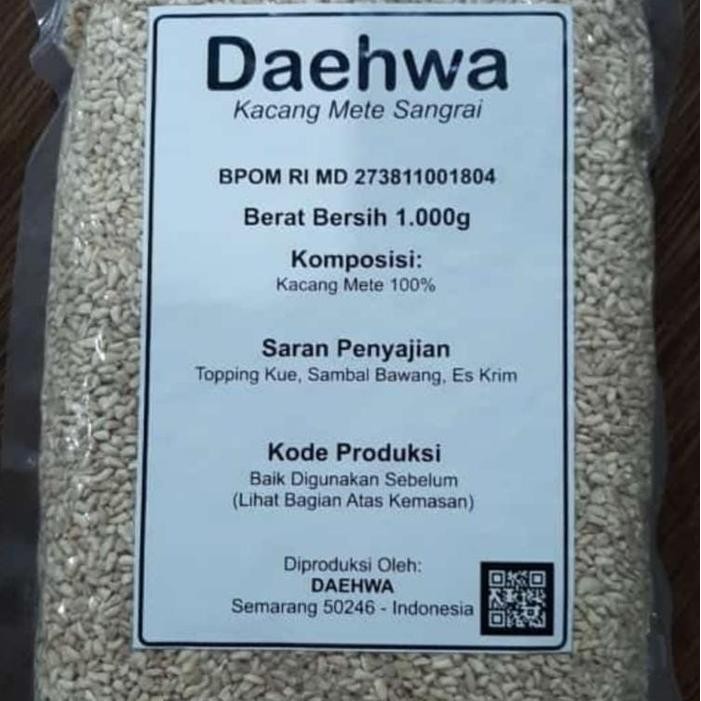 Daehwa
Kacang Mete Sangrai
BPOM RI MD 273811001804
Berat Bersih 1.000g
Komposisi:
Kacang Mete 100%
Saran Penyajian
Topping Kue, Sambal Bawang, Es Krim
Kode Produksi
Baik Digunakan Sebelum
(Lihat Bagian Atas Kemasan)
Diproduksi Oleh:
DAEHWA
Semarang 50246 - Indonesia